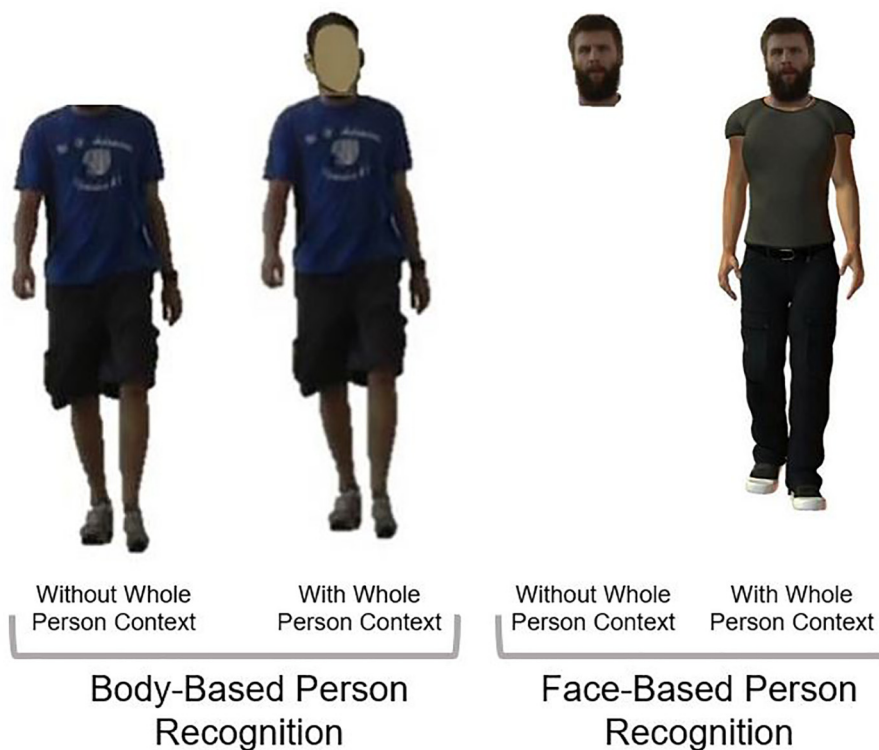 Without Whole
Person Context
With Whole
Person Context
Without Whole
Person Context
With Whole
Person Context
Body-Based Person
Recognition
Face-Based Person
Recognition